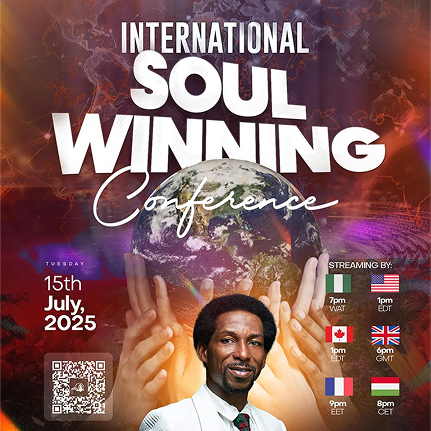 INTERNATIONAL
SOUL
WINNING
Conference
TUESDAY
15th
July,
2025
STREAMING BY:
7pm
WAT
1pm
EDT
1pm
EDT
6pm
GMT
9pm
EET
8pm
CET